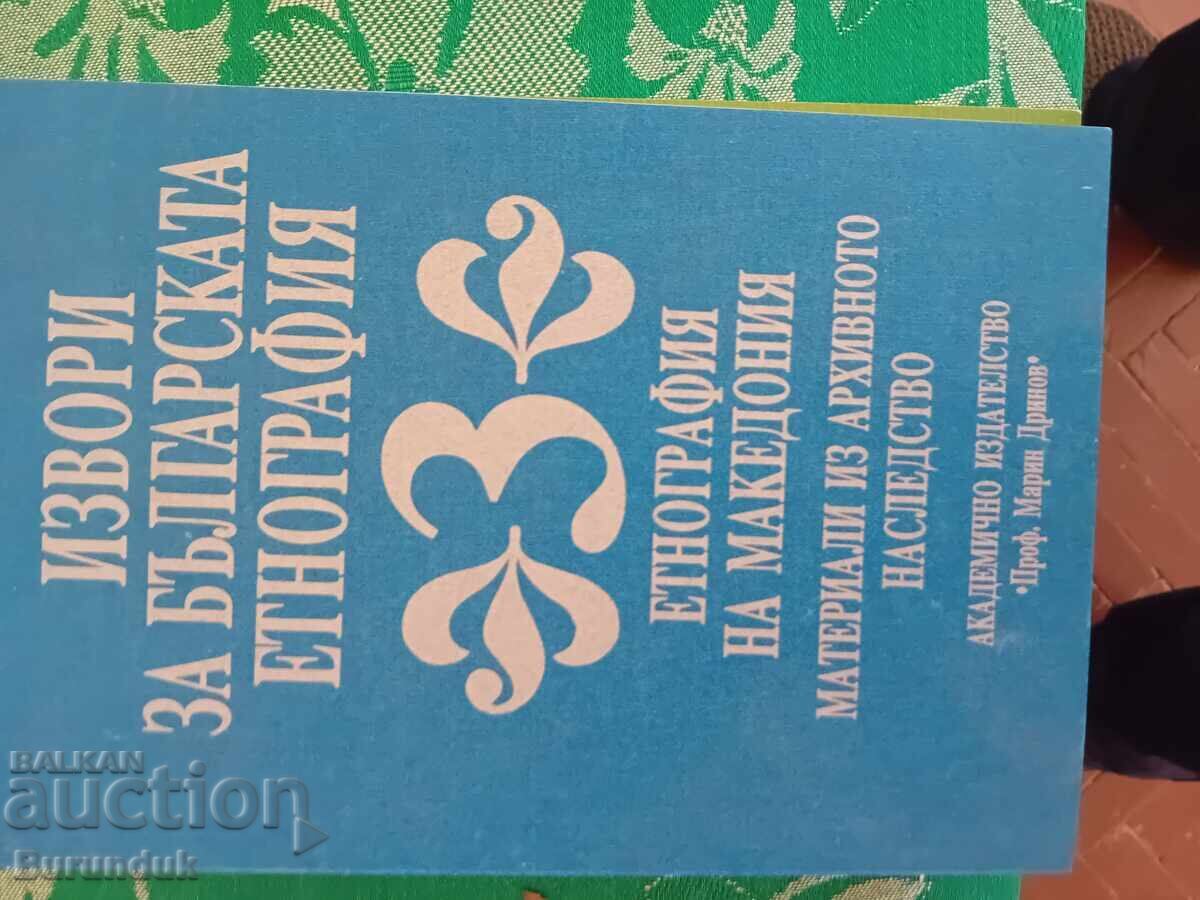 ИЗВОРИ
ЗА БЪЛГАРСКАТА
ЕТНОГРАФИЯ
3
ЕТНОГРАФИЯ
НА МАКЕДОНИЯ
МАТЕРИАЛИ ИЗ АРХИВНОТО
НАСЛЕДСТВО
АКАДЕМИЧНО ИЗДАТЕЛСТВО
•Проф. Марин Дринов•
BALKAN
auction
Burunduk